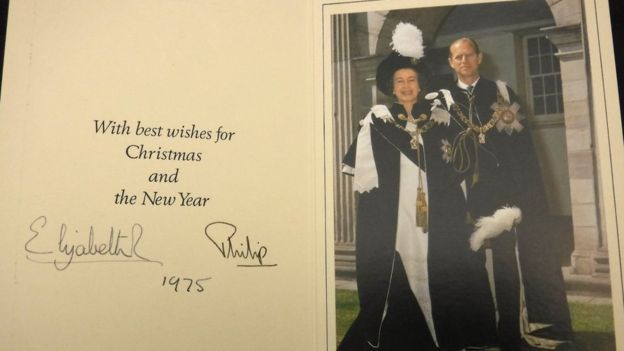 With best wishes for
Christmas
and
the New Year
Elizabeth R
Philip
1975